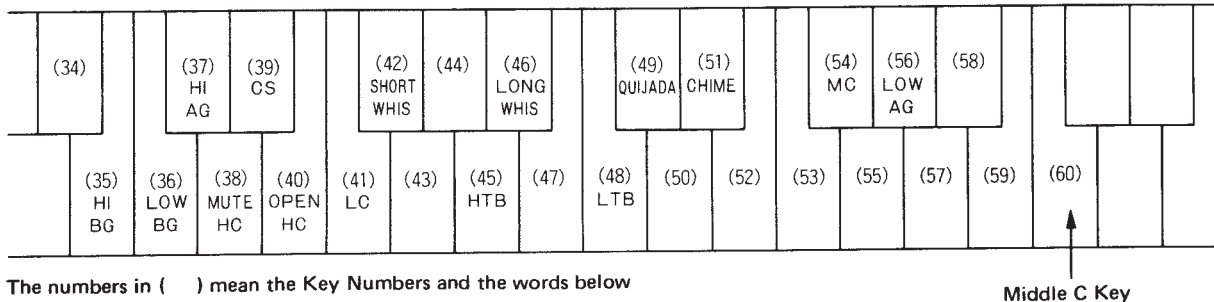 (34) (37) (39) (42) (44) (46) (49) (51) (54) (56) (58)
HI CS SHORT LONG QUIJADA CHIME MC LOW
AG WHIS WHIS AG
(35) (36) (38) (40) (41) (43) (45) (47) (48) (50) (52) (53) (55) (57) (59) (60)
HI LOW MUTE OPEN LC HTB LTB
BG BG HC HC
The numbers in ( ) mean the Key Numbers and the words below
Middle C Key